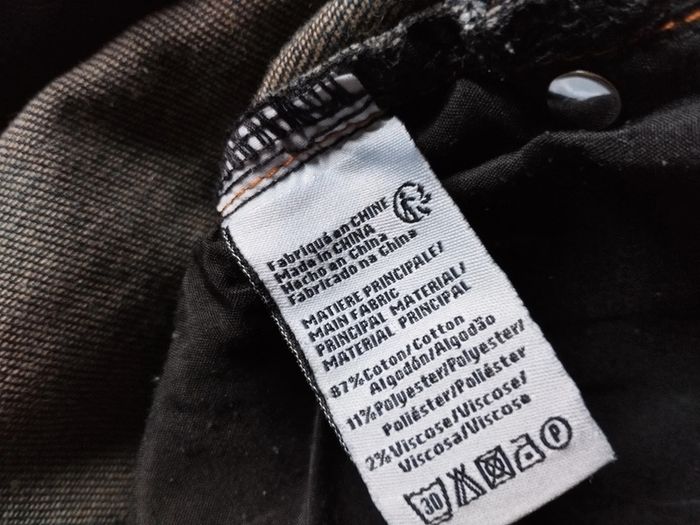 Fabriqué en CHINE
Made in CHINA
Hecho en China
Fabricado na China
MATIERE PRINCIPALE/
MAIN FABRIC
PRINCIPAL MATERIAL/
MATERIAL PRINCIPAL
87%Coton/Cotton
Algodón/Algodão
11%Polyester/Polyester/
Poliéster/Poliéster
2%Viscose/Viscose/
Viscosa/Viscose
30 P